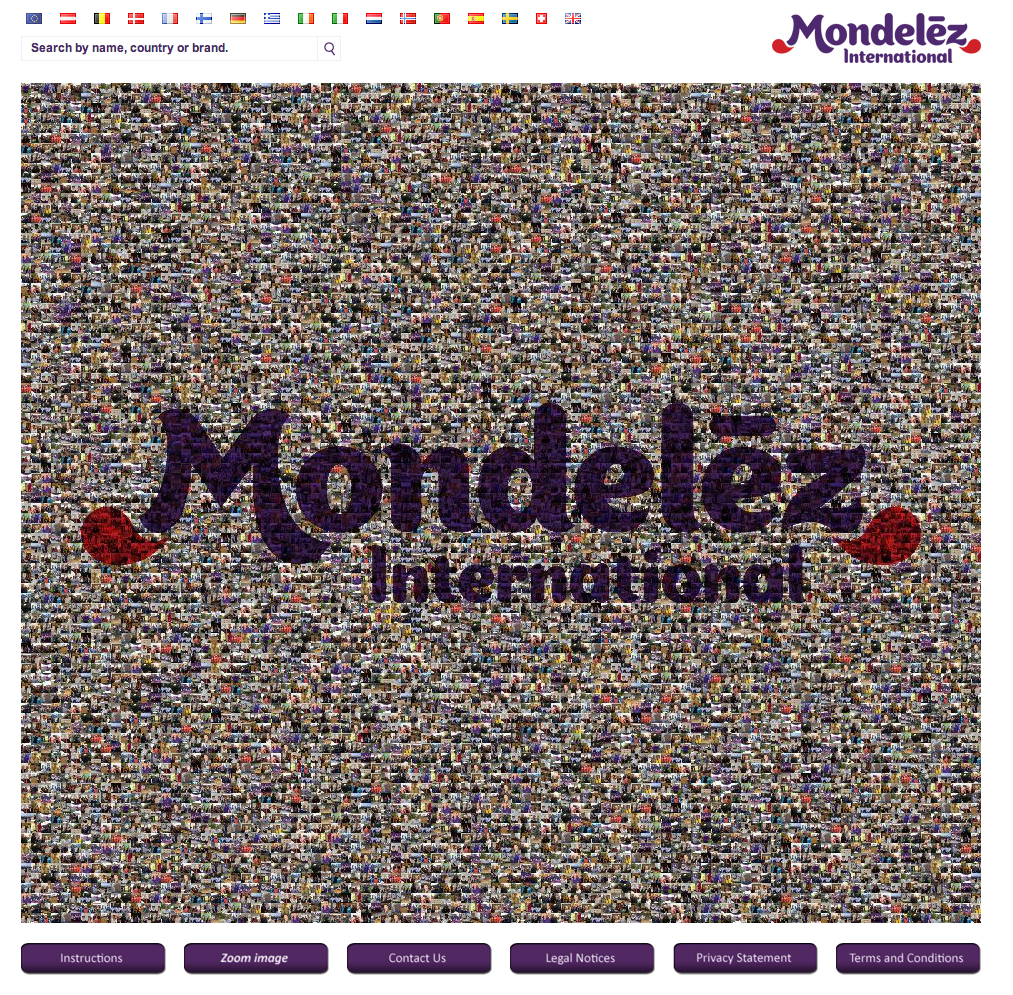 Search by name, country or brand.
Mondelēz
International
Mondelēz
International
Instructions
Zoom image
Contact Us
Legal Notices
Privacy Statement
Terms and Conditions